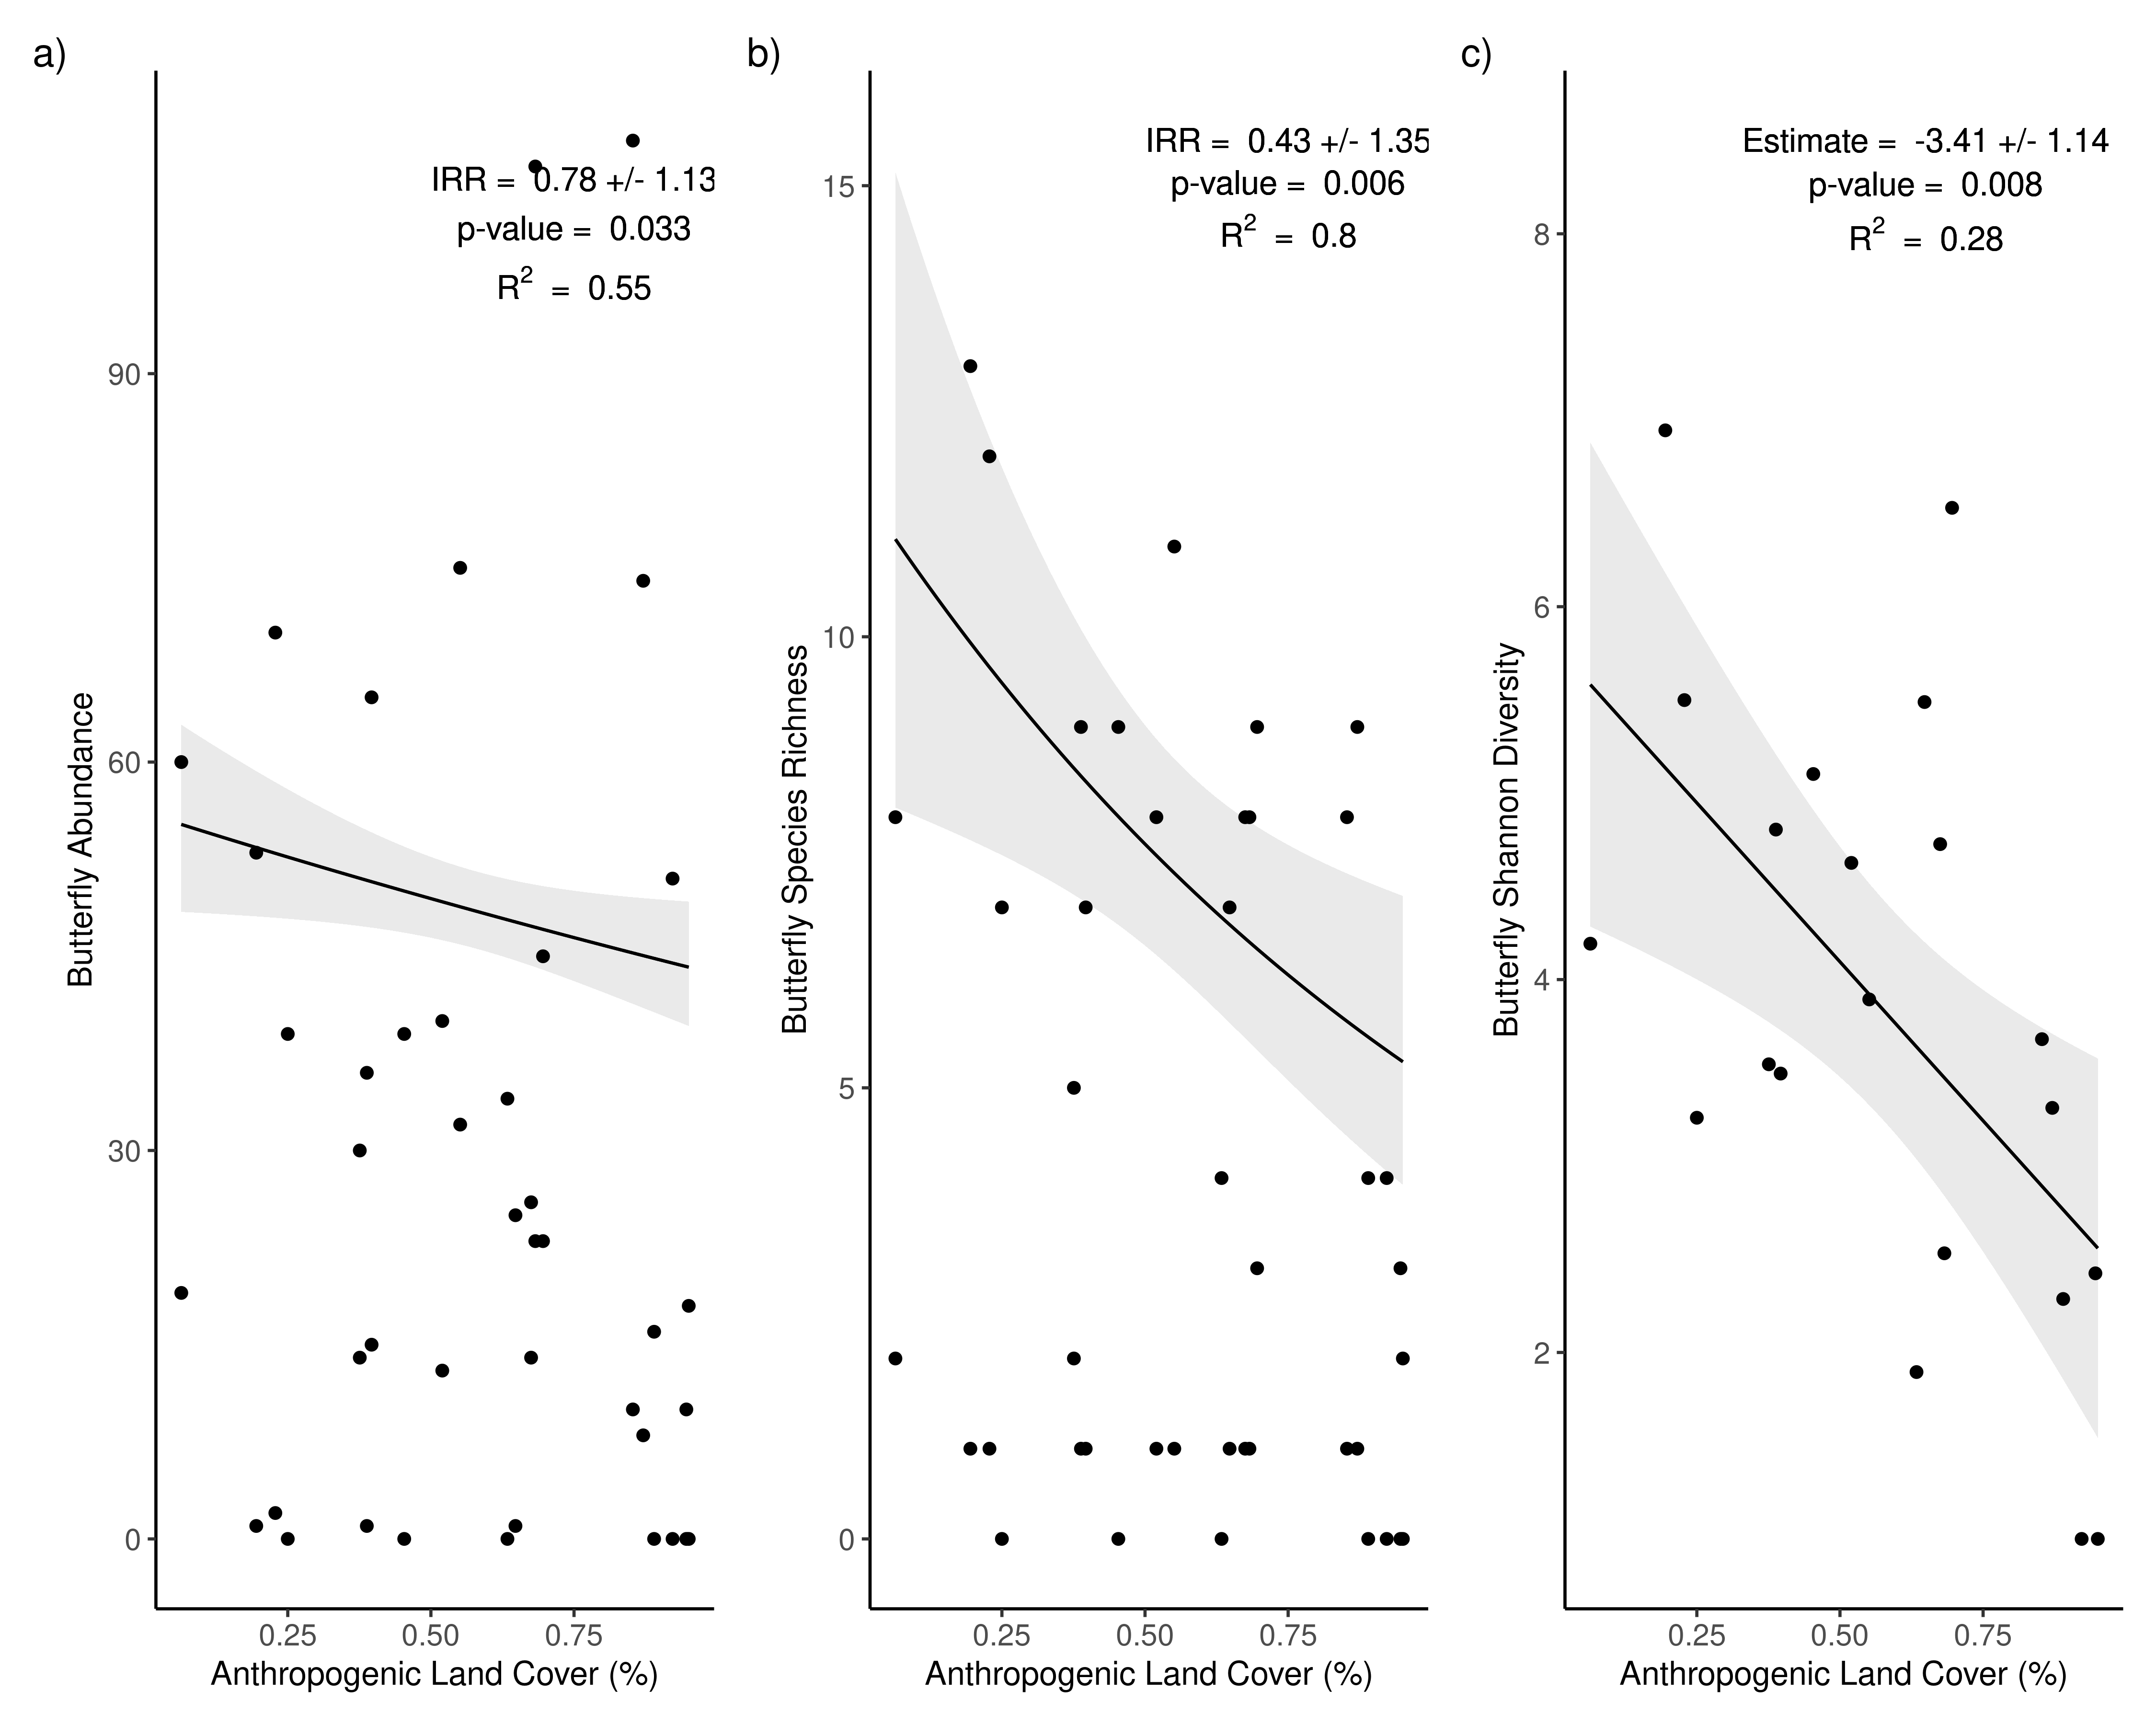 a)
IRR = 0.78 +/- 1.13
p-value = 0.033
R² = 0.55
90
60
30
0
Butterfly Abundance
0.25 0.50 0.75
Anthropogenic Land Cover (%)
b)
IRR = 0.43 +/- 1.35
p-value = 0.006
R² = 0.8
15
10
5
0
Butterfly Species Richness
0.25 0.50 0.75
Anthropogenic Land Cover (%)
c)
Estimate = -3.41 +/- 1.14
p-value = 0.008
R² = 0.28
8
6
4
2
Butterfly Shannon Diversity
0.25 0.50 0.75
Anthropogenic Land Cover (%)